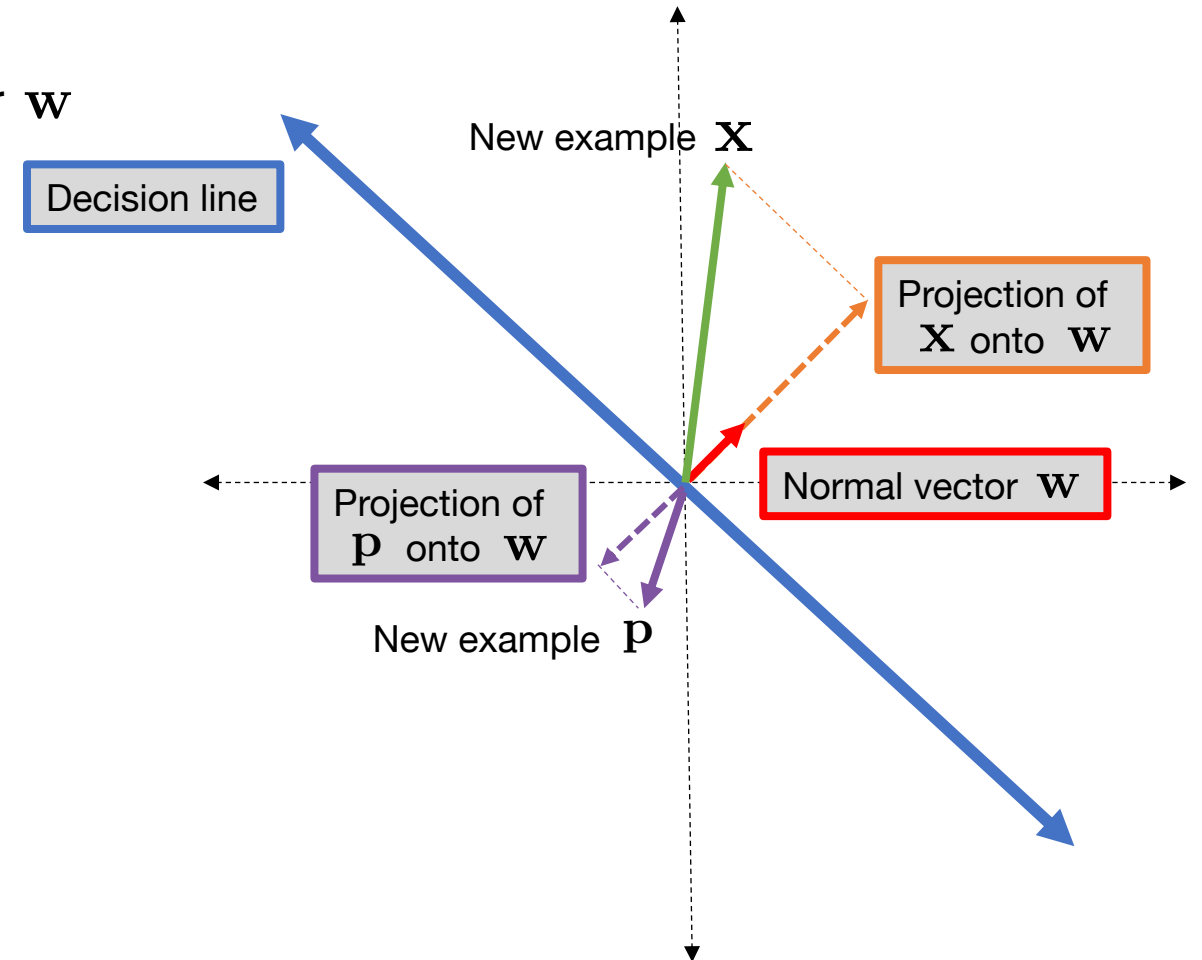 w
New example x
Decision line
Projection of
x onto w
Normal vector w
Projection of
p onto w
New example p